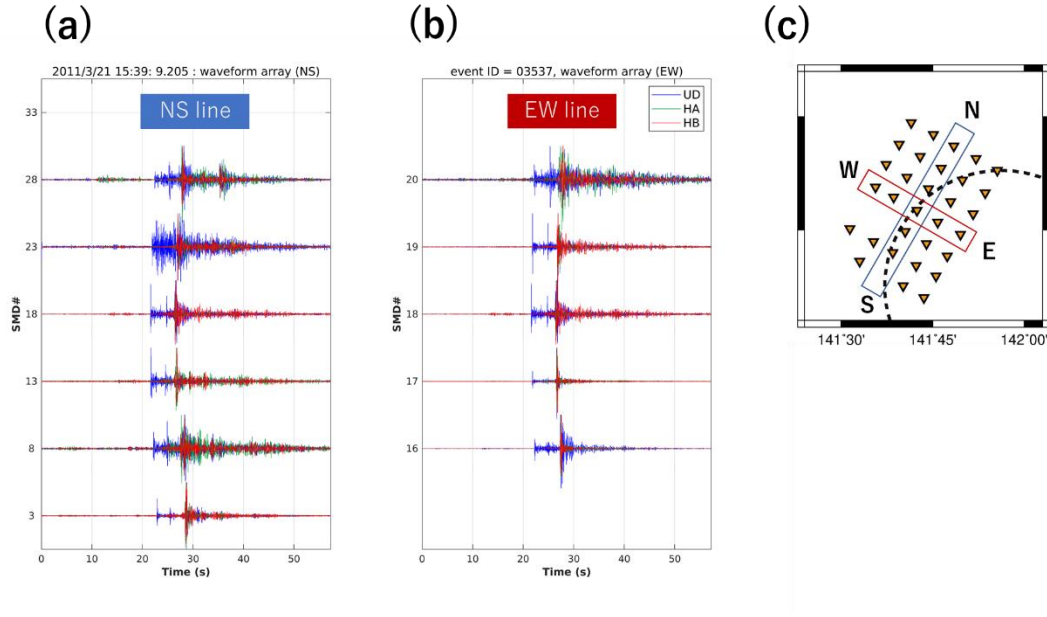 (a)
2011/3/21 15:39: 9.205 : waveform array (NS)
NS line
33
28
23
18
13
8
3
SMD#
0 10 20 30 40 50
Time (s)
(b)
event ID = 03537, waveform array (EW)
EW line
UD
HA
HB
20
19
18
17
16
SMD#
0 10 20 30 40 50
Time (s)
(c)
N
W
E
S
141°30' 141°45' 142°00'